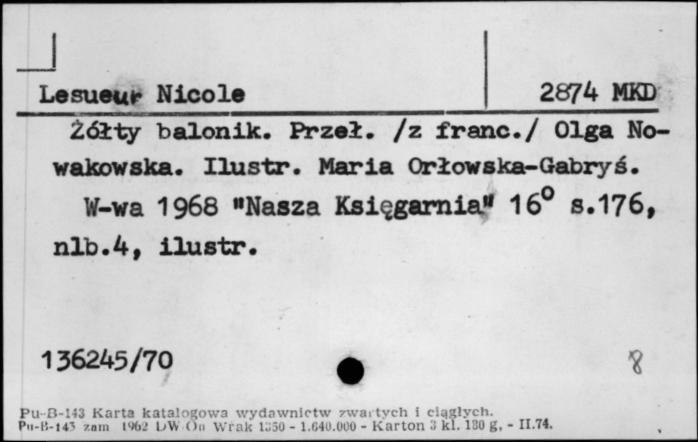 Lesueur Nicole 2874 MKD
Żółty balonik. Przeł. /z franc./ Olga No-
wakowska. Ilustr. Maria Orłowska-Gabryś.
W-wa 1968 "Nasza Księgarnia" 16° s.176,
nlb.4, ilustr.
136245/70 8
Pu-B-143 Karta katalogowa wydawnictw zwartych i ciągłych.
Pu-B-143 zam 1962 DW Wrak 1350 - 1.640.000 - Karton 3 kl. 180 g. - II.74.